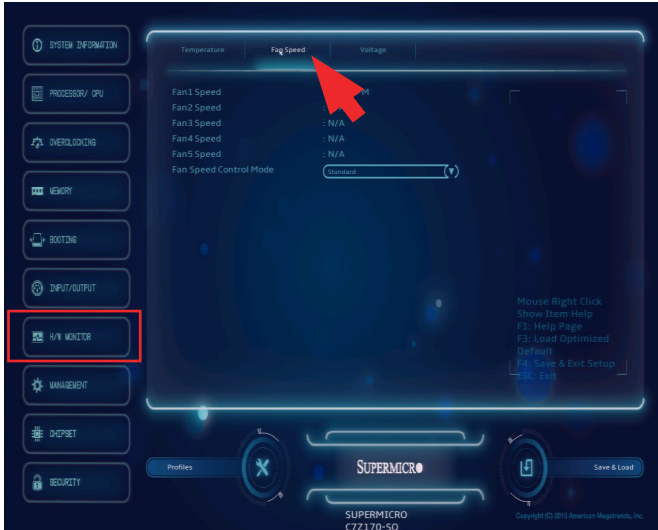 SYSTEM INFORMATION
PROCESSOR/ CPU
OVERCLOCKING
MEMORY
BOOTING
INPUT/OUTPUT
H/W MONITOR
MANAGEMENT
CHIPSET
SECURITY
Temperature Fan Speed Voltage
Fan1 Speed
Fan2 Speed
Fan3 Speed : N/A
Fan4 Speed : N/A
Fan5 Speed : N/A
Fan Speed Control Mode Standard
Mouse Right Click
Show Item Help
F1: Help Page
F3: Load Optimized
Default
F4: Save & Exit Setup
ESC: Exit
Profiles SUPERMICRO Save & Load
SUPERMICRO
C7Z170-SQ
Copyright (C) 2015 American Megatrends, Inc.